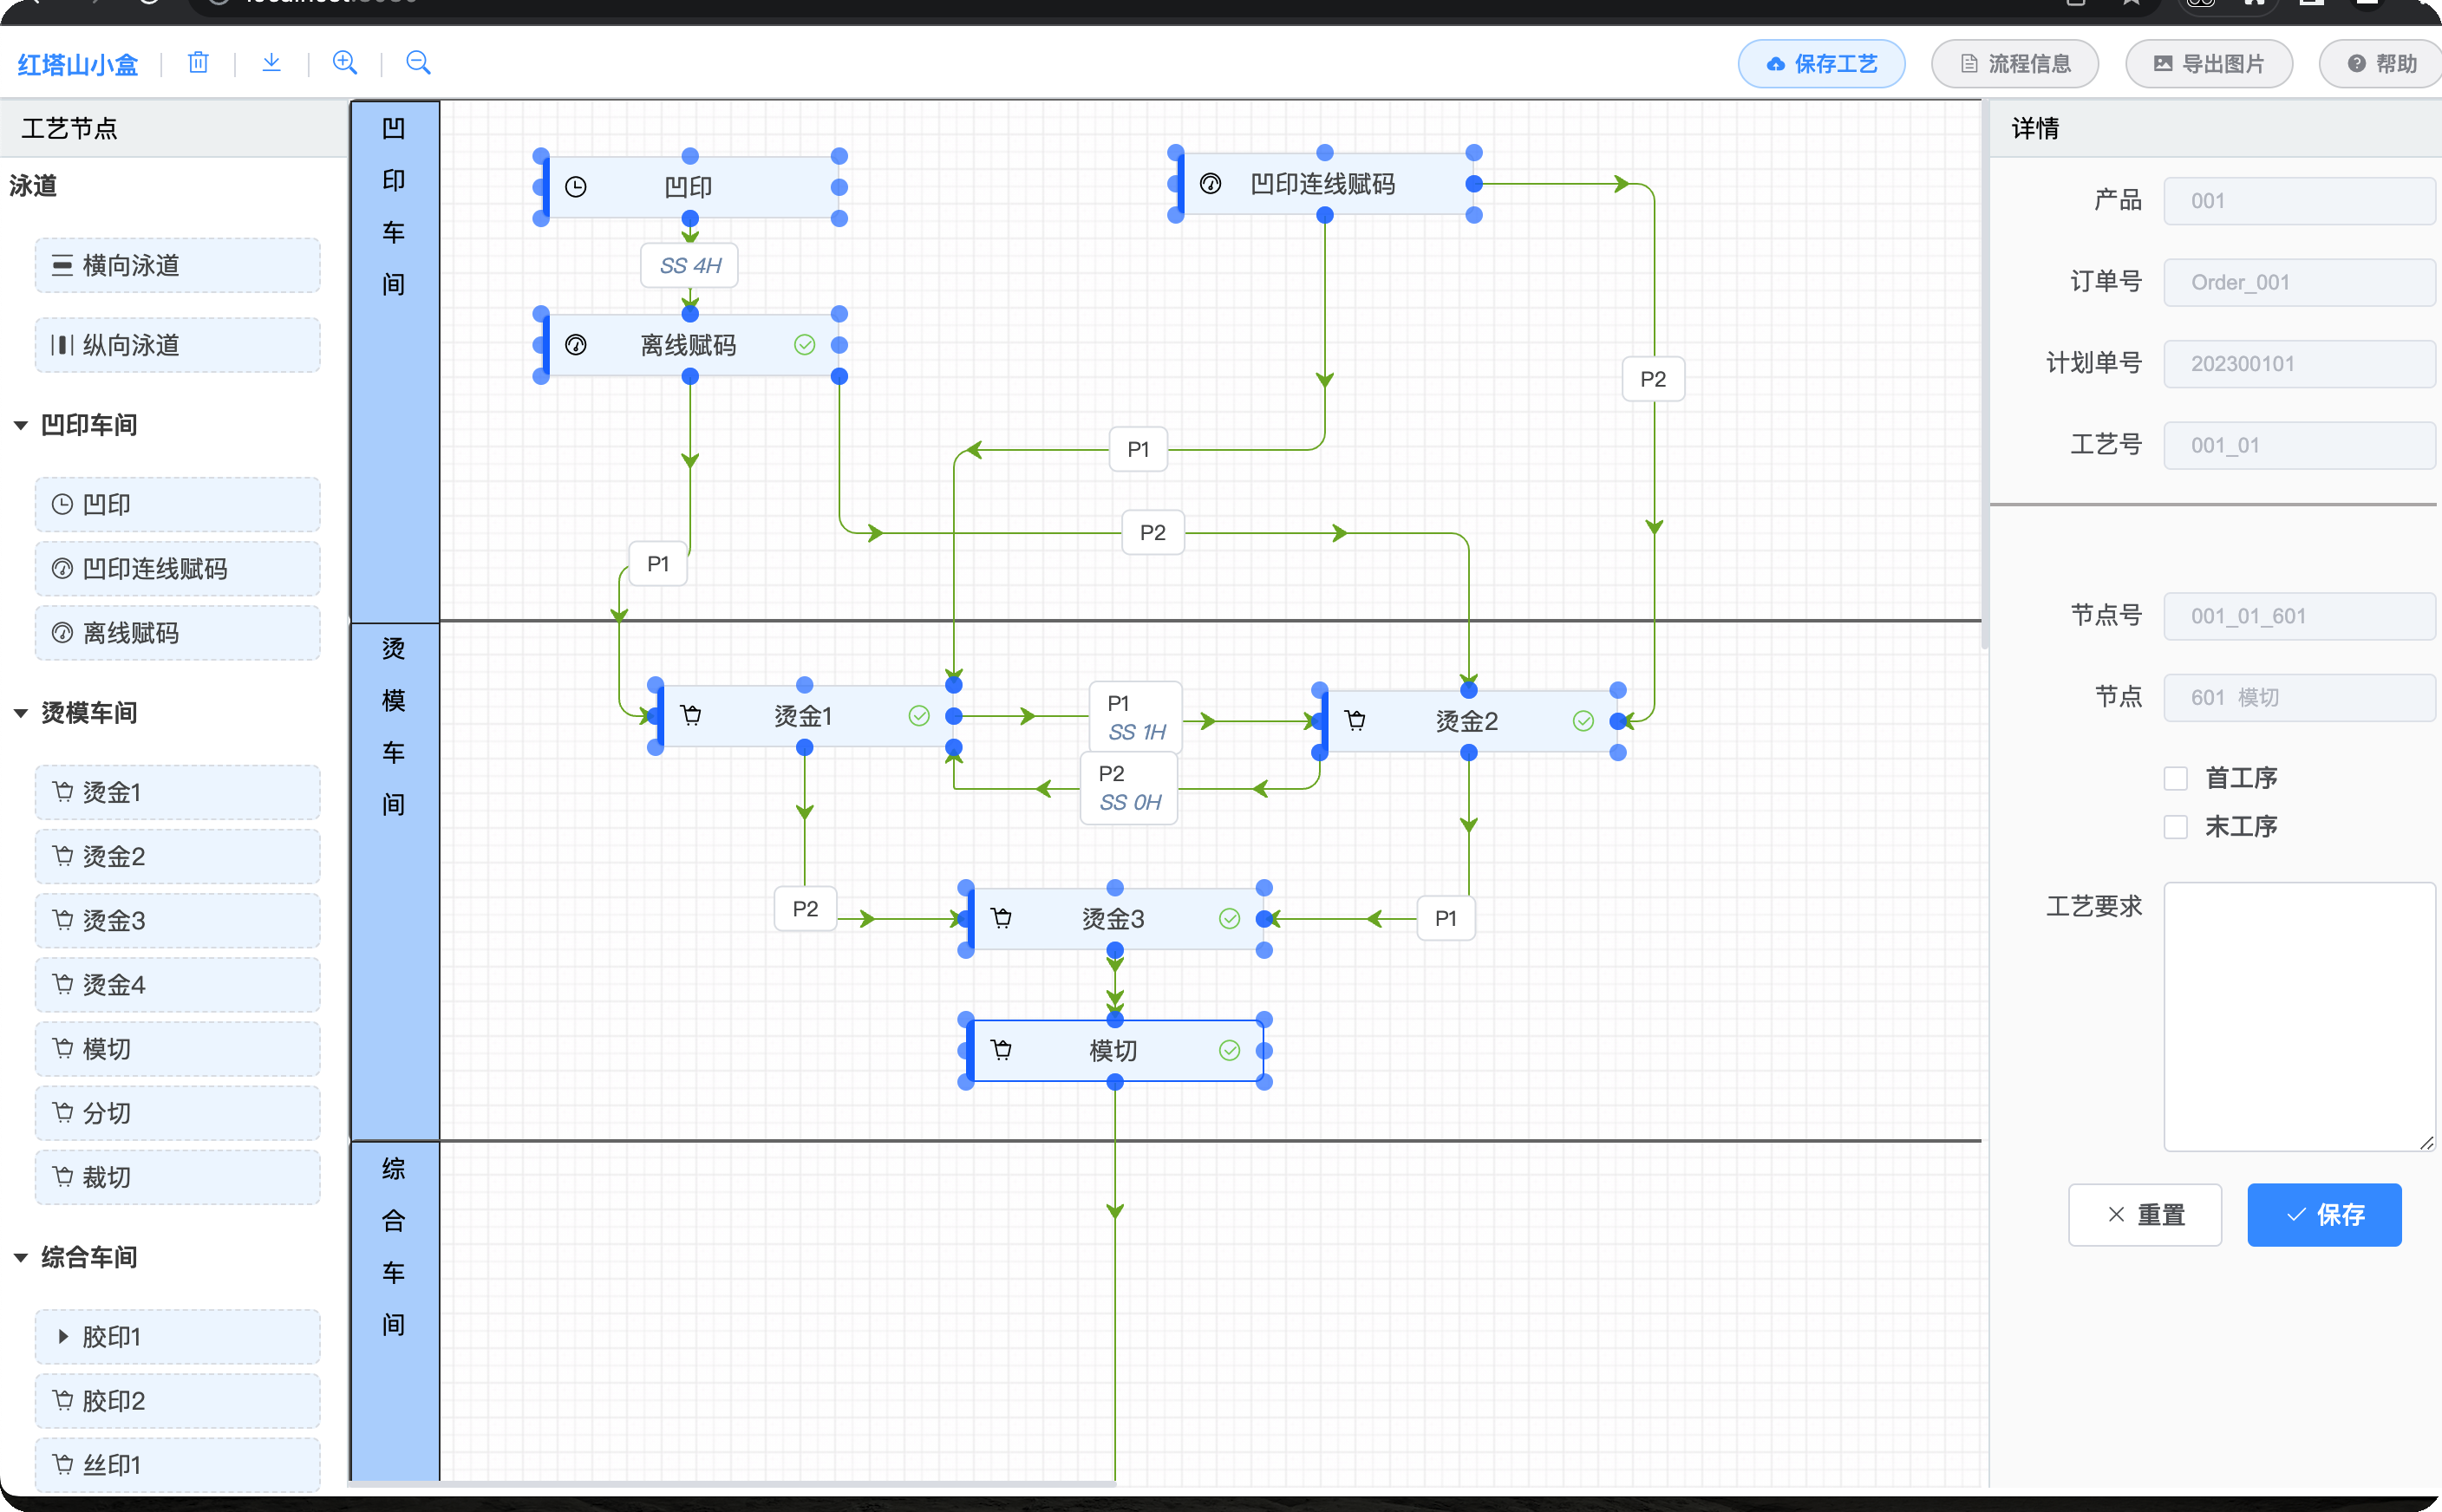 红塔山小盒
保存工艺
流程信息
导出图片
帮助
工艺节点
泳道
横向泳道
纵向泳道
凹印车间
凹印
凹印连线赋码
离线赋码
烫模车间
烫金1
烫金2
烫金3
烫金4
模切
分切
裁切
综合车间
胶印1
胶印2
丝印1
凹
印
车
间
烫
模
车
间
综
合
车
间
凹印
凹印连线赋码
SS 4H
离线赋码
P2
P1
P2
P1
烫金1
P1
SS 1H
烫金2
P2
SS 0H
P2
烫金3
P1
模切
详情
产品 001
订单号 Order_001
计划单号 202300101
工艺号 001_01
节点号 001_01_601
节点 601 模切
首工序
末工序
工艺要求
重置
保存